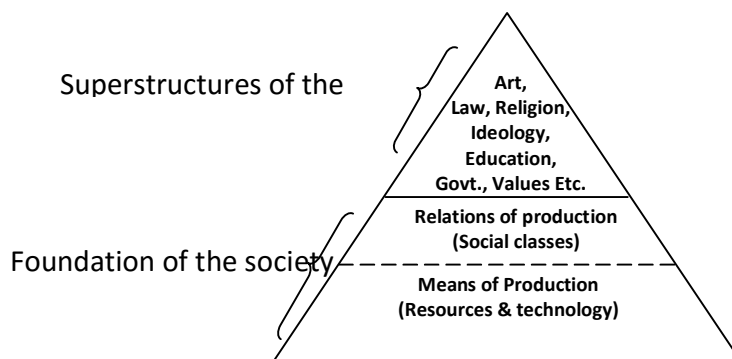 Superstructures of the
Art,
Law, Religion,
Ideology,
Education,
Govt., Values Etc.
Relations of production
(Social classes)
Foundation of the society
Means of Production
(Resources & technology)